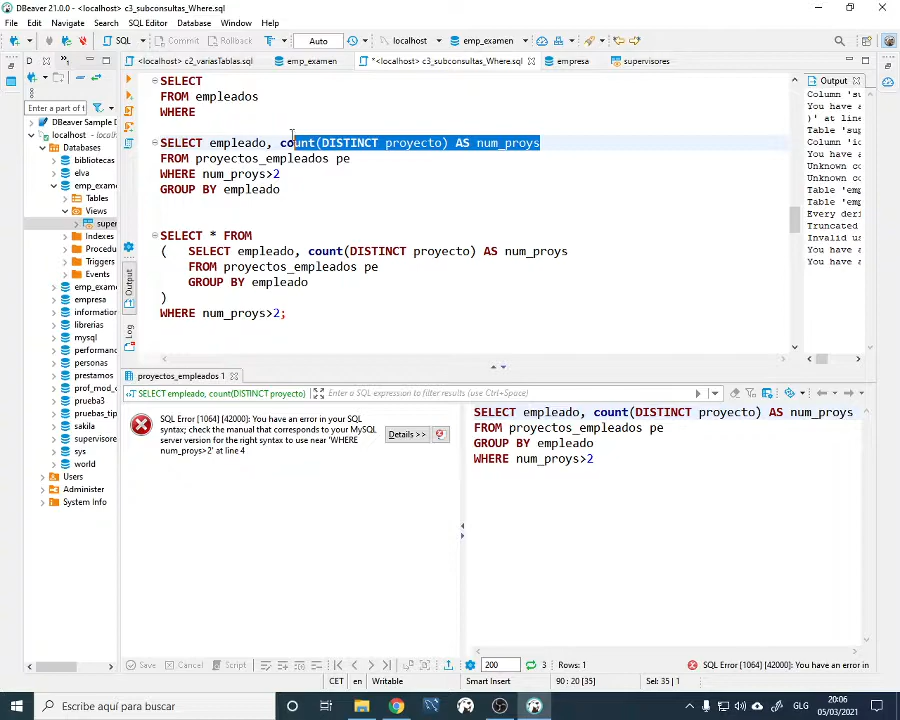 DBeaver 21.0.0 - <localhost> c3_subconsultas_Where.sql
File Edit Navigate Search SQL Editor Database Window Help
SQL Commit Rollback Auto localhost emp_examen
D <localhost> c2_variasTablas.sql emp_examen *<localhost> c3_subconsultas_Where.sql empresa supervisores
Enter a part of t
DBeaver Sample D
localhost
Databases
bibliotecas
elva
emp_exame
Tables
Views
super
Indexes
Procedu
Triggers
Events
emp_exame
empresa
information
librerias
mysql
performanc
personas
prestamos
prof_mod_c
prueba3
pruebas_tip
sakila
supervisore
sys
world
Users
Administer
System Info
Output
Log
SELECT
FROM empleados
WHERE
SELECT empleado, count(DISTINCT proyecto) AS num_proys
FROM proyectos_empleados pe
WHERE num_proys>2
GROUP BY empleado
SELECT * FROM
( SELECT empleado, count(DISTINCT proyecto) AS num_proys
FROM proyectos_empleados pe
GROUP BY empleado
)
WHERE num_proys>2;
Output
Column 'su
You have a
)' at line
Table 'sup
Column 'ic
You have a
Unknown co
Unknown co
Table 'emp
Table 'emp
Every deri
Truncated
Invalid us
You have a
You have a
proyectos_empleados 1
SELECT empleado, count(DISTINCT proyecto) Enter a SQL expression to filter results (use Ctrl+Space)
SQL Error [1064] [42000]: You have an error in your SQL
syntax; check the manual that corresponds to your MySQL
server version for the right syntax to use near 'WHERE
num_proys>2' at line 4
Details >>
SELECT empleado, count(DISTINCT proyecto) AS num_proys
FROM proyectos_empleados pe
GROUP BY empleado
WHERE num_proys>2
Save Cancel Script 200 3 Rows: 1 SQL Error [1064] [42000]: You have an error in
CET en Writable Smart Insert 90 : 20 [35] Sel: 35 | 1
Escribe aquí para buscar
GLG
20:06
05/03/2021